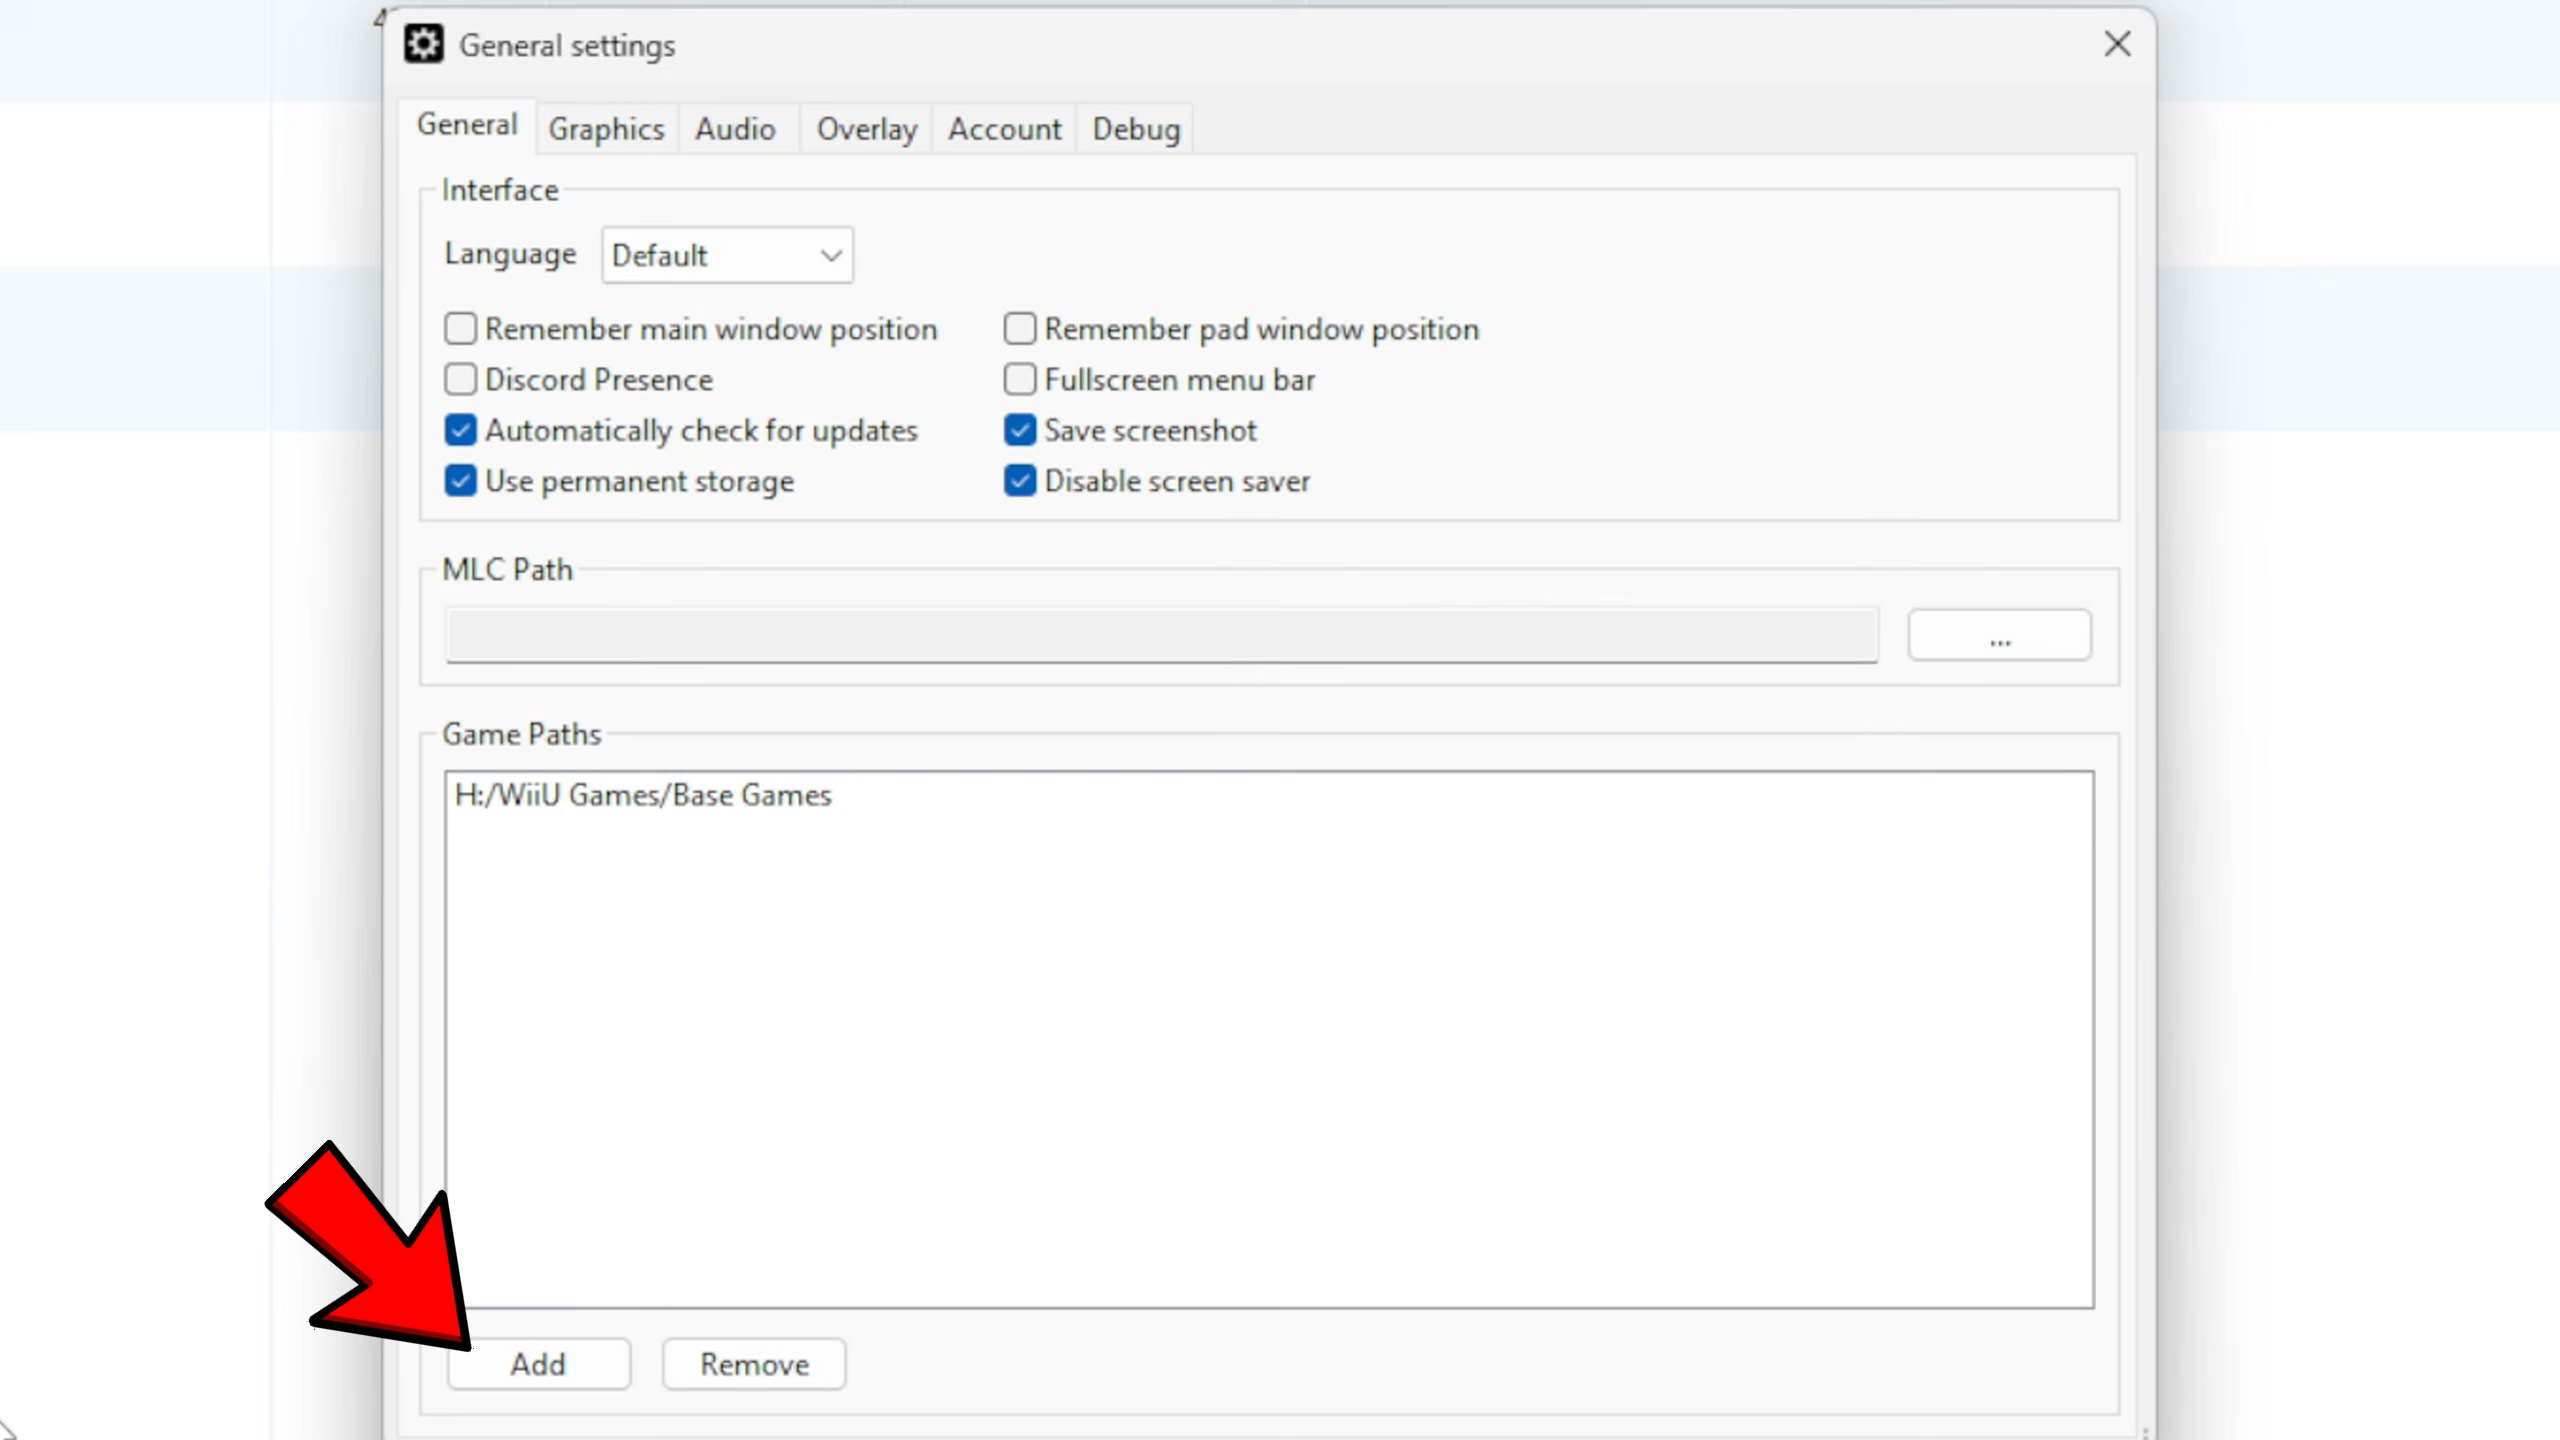 General settings
General Graphics Audio Overlay Account Debug
Interface
Language Default
Remember main window position Remember pad window position
Discord Presence Fullscreen menu bar
Automatically check for updates Save screenshot
Use permanent storage Disable screen saver
MLC Path
...
Game Paths
H:/WiiU Games/Base Games
Add Remove